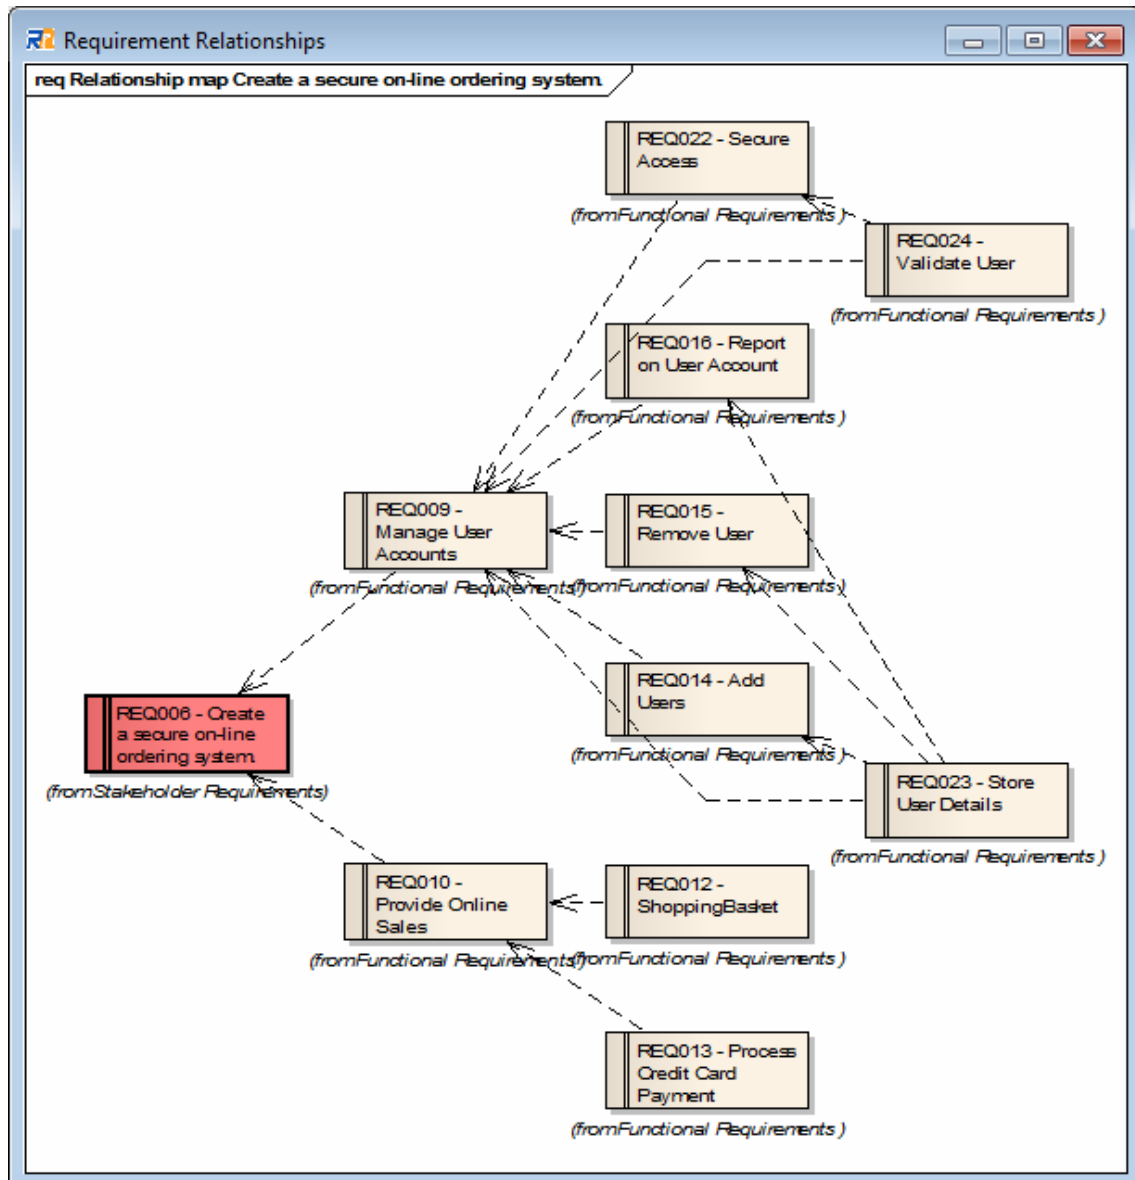 Requirement Relationships
req Relationship map Create a secure on-line ordering system.
REQ022 - Secure
Access
(from Functional Requirements )
REQ024 -
Validate User
(from Functional Requirements )
REQ016 - Report
on User Account
(from Functional Requirements )
REQ009 -
Manage User
Accounts
(from Functional Requirements )
REQ015 -
Remove User
(from Functional Requirements )
REQ014 - Add
Users
(from Functional Requirements )
REQ006 - Create
a secure on-line
ordering system.
(from Stakeholder Requirements)
REQ023 - Store
User Details
(from Functional Requirements )
REQ010 -
Provide Online
Sales
(from Functional Requirements )
REQ012 -
ShoppingBasket
(from Functional Requirements )
REQ013 - Process
Credit Card
Payment
(from Functional Requirements )